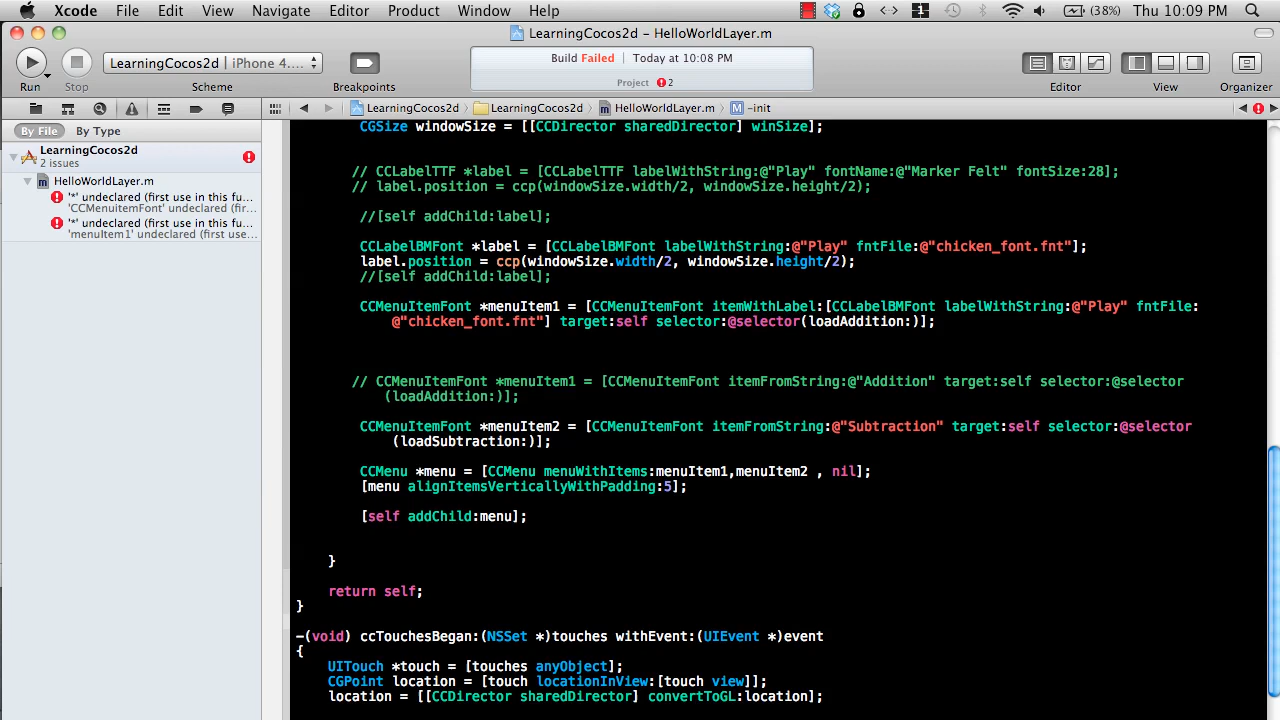 Xcode File Edit View Navigate Editor Product Window Help 1 (38%) Thu 10:09 PM
LearningCocos2d – HelloWorldLayer.m
LearningCocos2d | iPhone 4....
Build Failed | Today at 10:08 PM
Project 2
Run Stop Scheme Breakpoints Editor View Organizer
LearningCocos2d LearningCocos2d HelloWorldLayer.m M -init
By File By Type
LearningCocos2d
2 issues
HelloWorldLayer.m
'*' undeclared (first use in this fu...
'CCMenuitemFont' undeclared (fir...
'*' undeclared (first use in this fu...
'menuItem1' undeclared (first use...
CGSize windowSize = [[CCDirector sharedDirector] winSize];
// CCLabelTTF *label = [CCLabelTTF labelWithString:@"Play" fontName:@"Marker Felt" fontSize:28];
// label.position = ccp(windowSize.width/2, windowSize.height/2);
//[self addChild:label];
CCLabelBMFont *label = [CCLabelBMFont labelWithString:@"Play" fntFile:@"chicken_font.fnt"];
label.position = ccp(windowSize.width/2, windowSize.height/2);
//[self addChild:label];
CCMenuItemFont *menuItem1 = [CCMenuItemFont itemWithLabel:[CCLabelBMFont labelWithString:@"Play" fntFile:
@"chicken_font.fnt"] target:self selector:@selector(loadAddition:)];
// CCMenuItemFont *menuItem1 = [CCMenuItemFont itemFromString:@"Addition" target:self selector:@selector
(loadAddition:)];
CCMenuItemFont *menuItem2 = [CCMenuItemFont itemFromString:@"Subtraction" target:self selector:@selector
(loadSubtraction:)];
CCMenu *menu = [CCMenu menuWithItems:menuItem1,menuItem2 , nil];
[menu alignItemsVerticallyWithPadding:5];
[self addChild:menu];
}
return self;
}
-(void) ccTouchesBegan:(NSSet *)touches withEvent:(UIEvent *)event
{
UITouch *touch = [touches anyObject];
CGPoint location = [touch locationInView:[touch view]];
location = [[CCDirector sharedDirector] convertToGL:location];